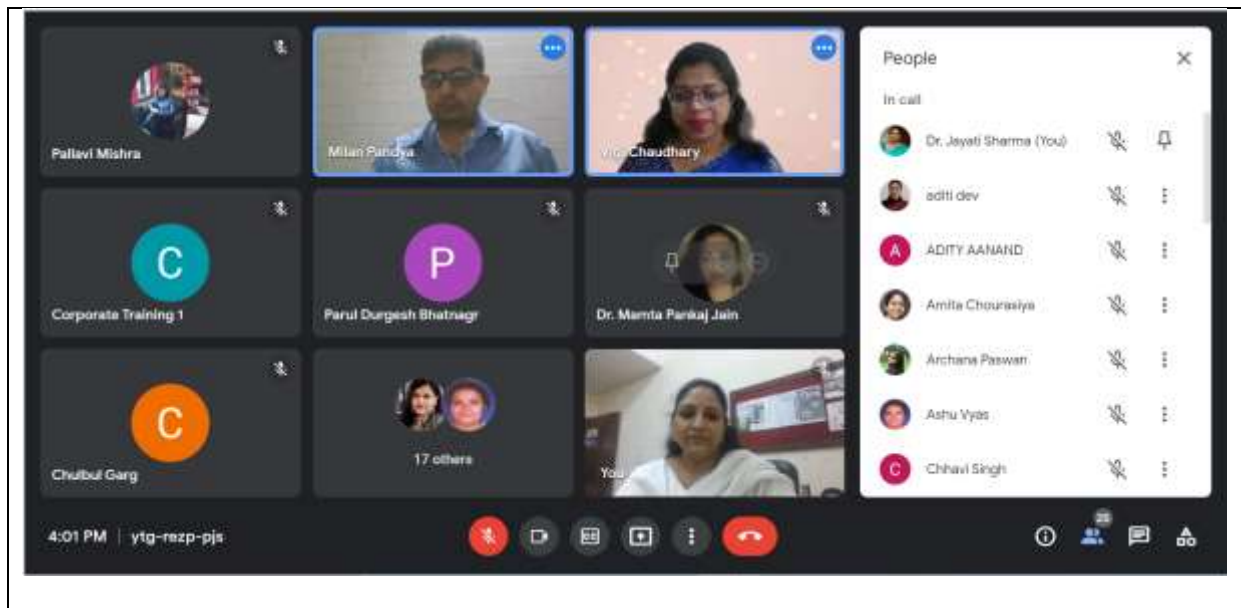 Pallavi Mishra
Milan Pandya
Chaudhary
Corporate Training 1
Parul Durgesh Bhatnagr
Dr. Mamta Pankaj Jain
Chulbul Garg
17 others
You
People
In call
Dr. Jayati Sharma (You)
aditi dev
ADITY AANAND
Amita Chourasiya
Archana Paswan
Ashu Vyas
Chhavi Singh
C
P
C
A
C
4:01 PM | ytg-rezp-pjs